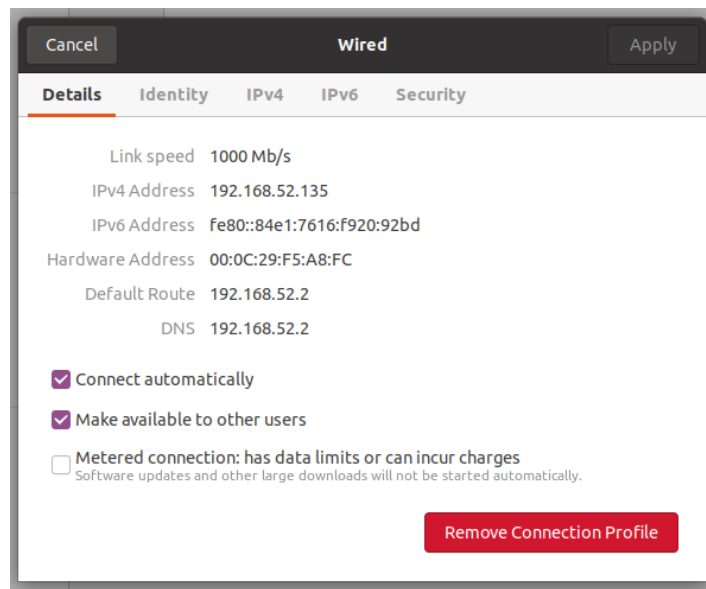 Cancel Wired Apply
Details Identity IPv4 IPv6 Security
Link speed 1000 Mb/s
IPv4 Address 192.168.52.135
IPv6 Address fe80::84e1:7616:f920:92bd
Hardware Address 00:0C:29:F5:A8:FC
Default Route 192.168.52.2
DNS 192.168.52.2
Connect automatically
Make available to other users
Metered connection: has data limits or can incur charges
Software updates and other large downloads will not be started automatically.
Remove Connection Profile